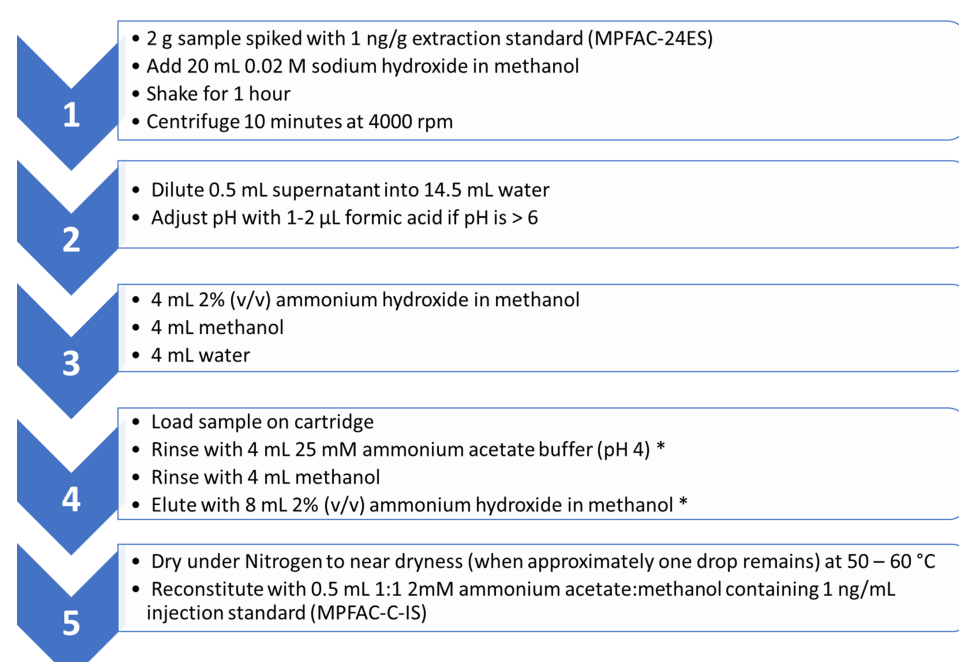 1
• 2 g sample spiked with 1 ng/g extraction standard (MPFAC-24ES)
• Add 20 mL 0.02 M sodium hydroxide in methanol
• Shake for 1 hour
• Centrifuge 10 minutes at 4000 rpm
2
• Dilute 0.5 mL supernatant into 14.5 mL water
• Adjust pH with 1-2 µL formic acid if pH is > 6
3
• 4 mL 2% (v/v) ammonium hydroxide in methanol
• 4 mL methanol
• 4 mL water
4
• Load sample on cartridge
• Rinse with 4 mL 25 mM ammonium acetate buffer (pH 4) *
• Rinse with 4 mL methanol
• Elute with 8 mL 2% (v/v) ammonium hydroxide in methanol *
5
• Dry under Nitrogen to near dryness (when approximately one drop remains) at 50 – 60 °C
• Reconstitute with 0.5 mL 1:1 2mM ammonium acetate:methanol containing 1 ng/mL
injection standard (MPFAC-C-IS)